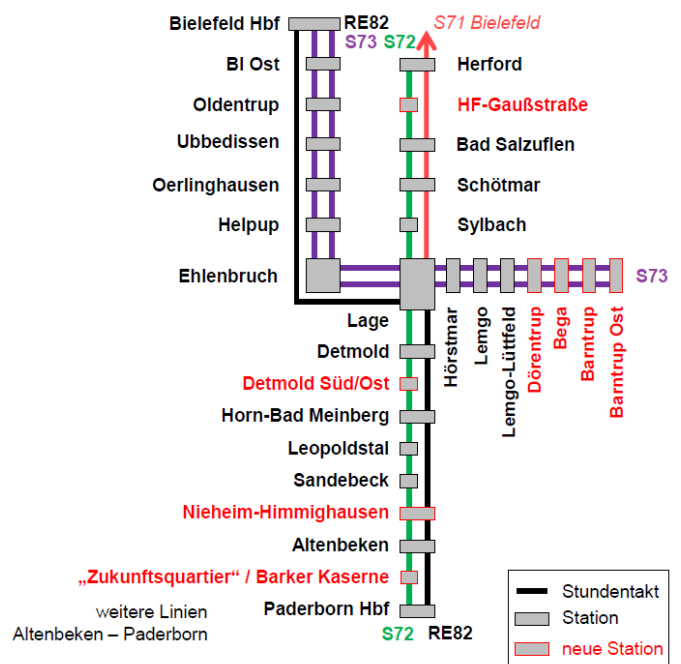 Bielefeld Hbf
RE82
S73
S72
S71 Bielefeld
BI Ost
Herford
Oldentrup
HF-Gaußstraße
Ubbedissen
Bad Salzuflen
Oerlinghausen
Schötmar
Helpup
Sylbach
Ehlenbruch
S73
Lage
Hörstmar
Lemgo
Lemgo-Lüttfeld
Dörentrup
Bega
Barntrup
Barntrup Ost
Detmold
Detmold Süd/Ost
Horn-Bad Meinberg
Leopoldstal
Sandebeck
Nieheim-Himmighausen
Altenbeken
„Zukunftsquartier“ / Barker Kaserne
Paderborn Hbf
weitere Linien
Altenbeken – Paderborn
S72
RE82
Stundentakt
Station
neue Station